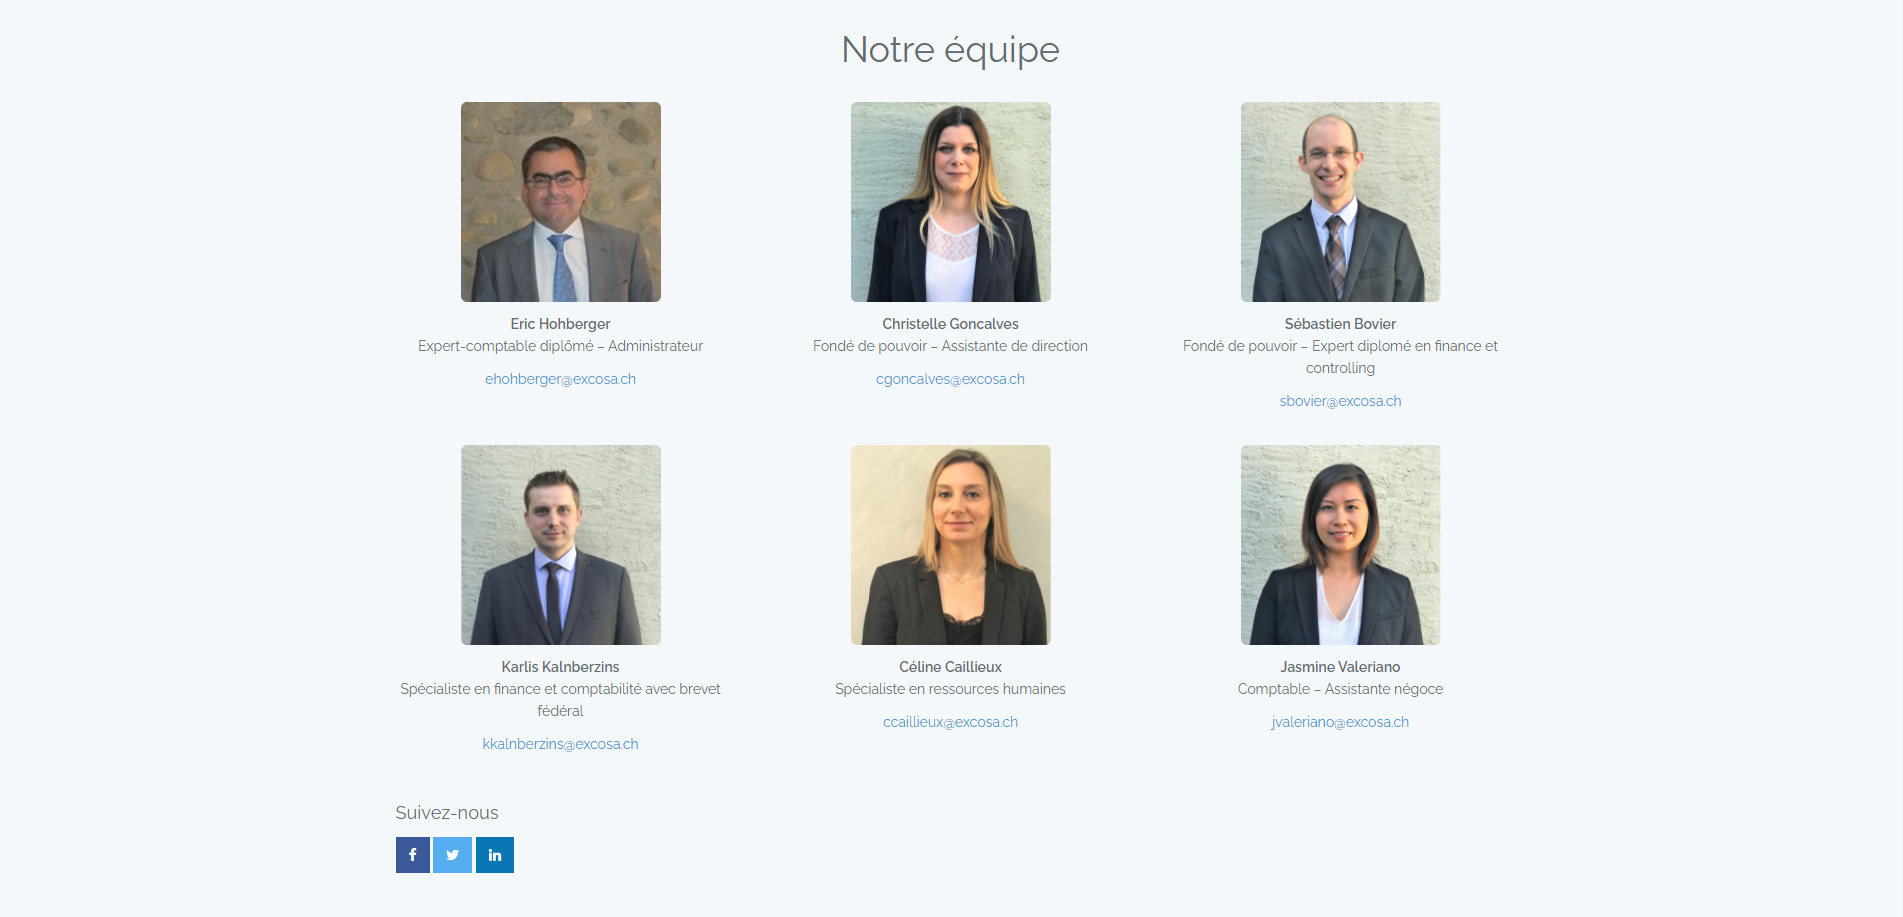 Notre équipe
Eric Hohberger
Expert-comptable diplômé – Administrateur
ehohberger@excosa.ch
Christelle Goncalves
Fondé de pouvoir – Assistante de direction
cgoncalves@excosa.ch
Sébastien Bovier
Fondé de pouvoir – Expert diplomé en finance et
controlling
sbovier@excosa.ch
Karlis Kalnberzins
Spécialiste en finance et comptabilité avec brevet
fédéral
kkalnberzins@excosa.ch
Céline Caillieux
Spécialiste en ressources humaines
ccaillieux@excosa.ch
Jasmine Valeriano
Comptable – Assistante négoce
jvaleriano@excosa.ch
Suivez-nous